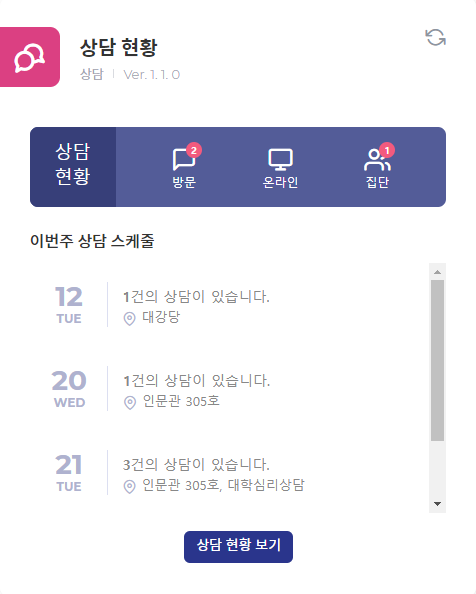 상담 현황
상담 | Ver. 1. 1. 0
상담
현황
2
방문
온라인
1
집단
이번주 상담 스케줄
12
TUE
1건의 상담이 있습니다.
대강당
20
WED
1건의 상담이 있습니다.
인문관 305호
21
TUE
3건의 상담이 있습니다.
인문관 305호, 대학심리상담
상담 현황 보기